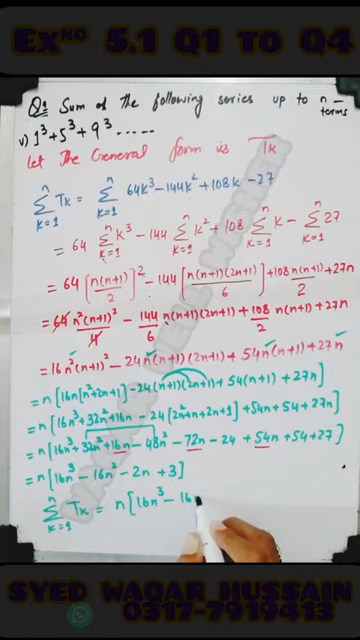 Ex NO 5.1 Q1 TO Q4
Q1 Sum of the following series up to n-terms
v) 1³+5³+9³ ......
Let The General form is Tk
n∑k=1 Tk = n∑k=1 64k³-144k²+108k-27
= 64 n∑k=1 k³-144 n∑k=1 k²+108 n∑k=1 k- n∑k=1 27
= 64 [n(n+1)/2]² - 144 [n(n+1)(2n+1)/6] + 108 n(n+1)/2 + 27n
= 64 n²(n+1)²/4 - 144/6 n(n+1)(2n+1) + 108/2 n(n+1) + 27n
= 16n²(n+1)² - 24n(n+1)(2n+1) + 54n(n+1) + 27n
= n[16n[n²+2n+1] - 24(n+1)(2n+1) + 54(n+1) + 27n]
= n[16n³+32n²+16n - 24[2n²+n+2n+1] + 54n+54+27n]
= n[16n³+32n²+16n - 48n² - 72n - 24 + 54n + 54 + 27]
= n[16n³ - 16n² - 2n + 3]
n∑k=1 Tk = n[16n³ - 16
SYED WAQAR HUSSAIN
0317-7919413